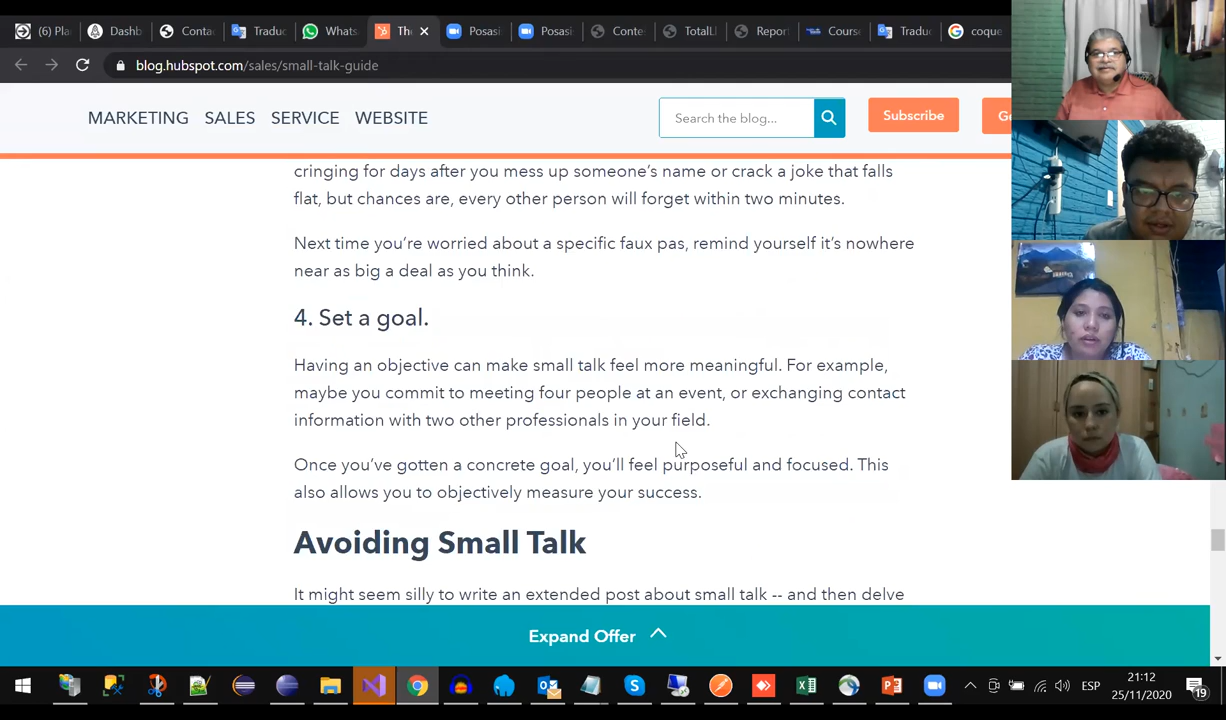 (6) Pla
Dashb
Contac
Traduc
Whats
The
Posasi
Posasi
Conte
TotalL
Report
Course
Traduc
coque
blog.hubspot.com/sales/small-talk-guide
MARKETING SALES SERVICE WEBSITE
Search the blog...
Subscribe
cringing for days after you mess up someone's name or crack a joke that falls
flat, but chances are, every other person will forget within two minutes.
Next time you're worried about a specific faux pas, remind yourself it's nowhere
near as big a deal as you think.
4. Set a goal.
Having an objective can make small talk feel more meaningful. For example,
maybe you commit to meeting four people at an event, or exchanging contact
information with two other professionals in your field.
Once you've gotten a concrete goal, you'll feel purposeful and focused. This
also allows you to objectively measure your success.
Avoiding Small Talk
It might seem silly to write an extended post about small talk -- and then delve
Expand Offer
ESP
21:12
25/11/2020
19